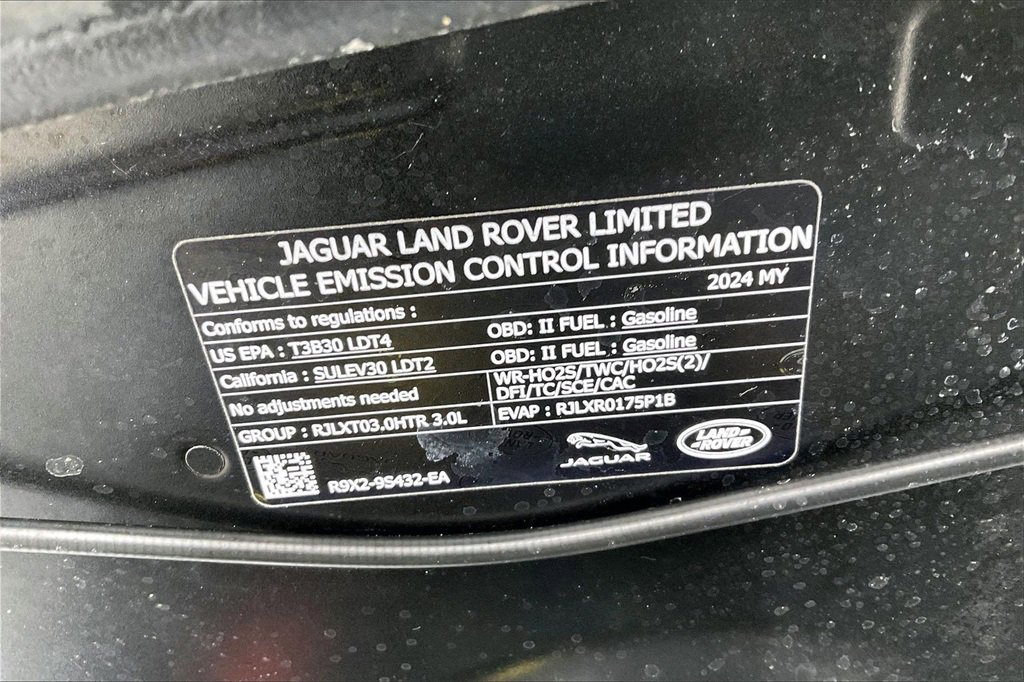 JAGUAR LAND ROVER LIMITED
VEHICLE EMISSION CONTROL INFORMATION
Conforms to regulations : 2024 MY
US EPA : T3B30 LDT4 OBD: II FUEL : Gasoline
California : SULEV30 LDT2 OBD: II FUEL : Gasoline
No adjustments needed
WR-HO2S/TWC/HO2S(2)/
DFI/TC/SCE/CAC
GROUP : RJLXT03.0HTR 3.0L EVAP : RJLXR0175P1B
R9X2-9S432-EA
JAGUAR
LAND ROVER